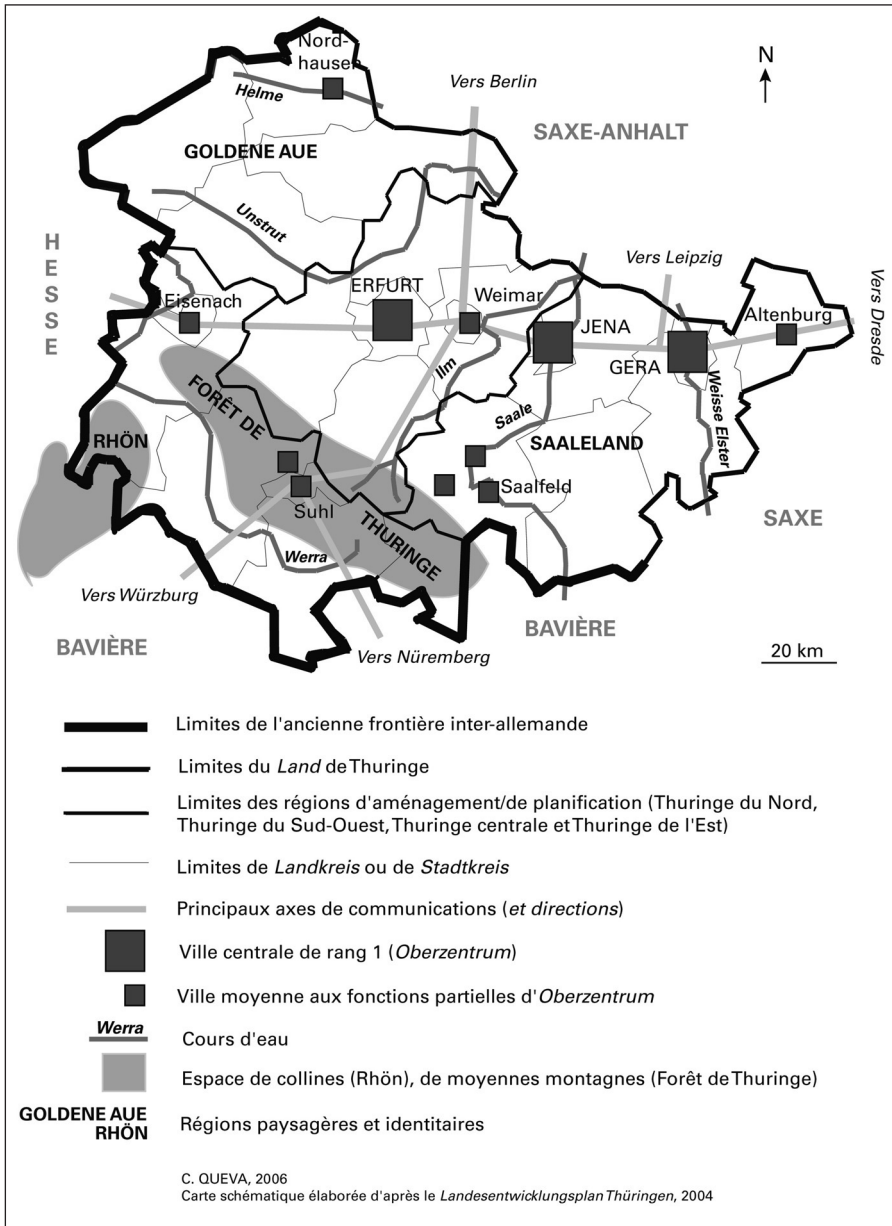 Nord-
hausen
N
Vers Berlin
Helme
SAXE-ANHALT
GOLDENE AUE
Unstrut
HESSE
Vers Leipzig
Vers Dresde
Eisenach
ERFURT
Weimar
JENA
Altenburg
GERA
Ilm
FORÊT DE
THURINGE
Saale
Weisse Elster
RHÖN
SAALELAND
Saalfeld
Suhl
SAXE
Werra
Vers Würzburg
BAVIÈRE
BAVIÈRE
Vers Nüremberg
20 km
Limites de l'ancienne frontière inter-allemande
Limites du Land de Thuringe
Limites des régions d'aménagement/de planification (Thuringe du Nord,
Thuringe du Sud-Ouest, Thuringe centrale et Thuringe de l'Est)
Limites de Landkreis ou de Stadtkreis
Principaux axes de communications (et directions)
Ville centrale de rang 1 (Oberzentrum)
Ville moyenne aux fonctions partielles d'Oberzentrum
Werra
Cours d'eau
Espace de collines (Rhön), de moyennes montagnes (Forêt de Thuringe)
GOLDENE AUE
RHÖN
Régions paysagères et identitaires
C. QUEVA, 2006
Carte schématique élaborée d'après le Landesentwicklungsplan Thüringen, 2004